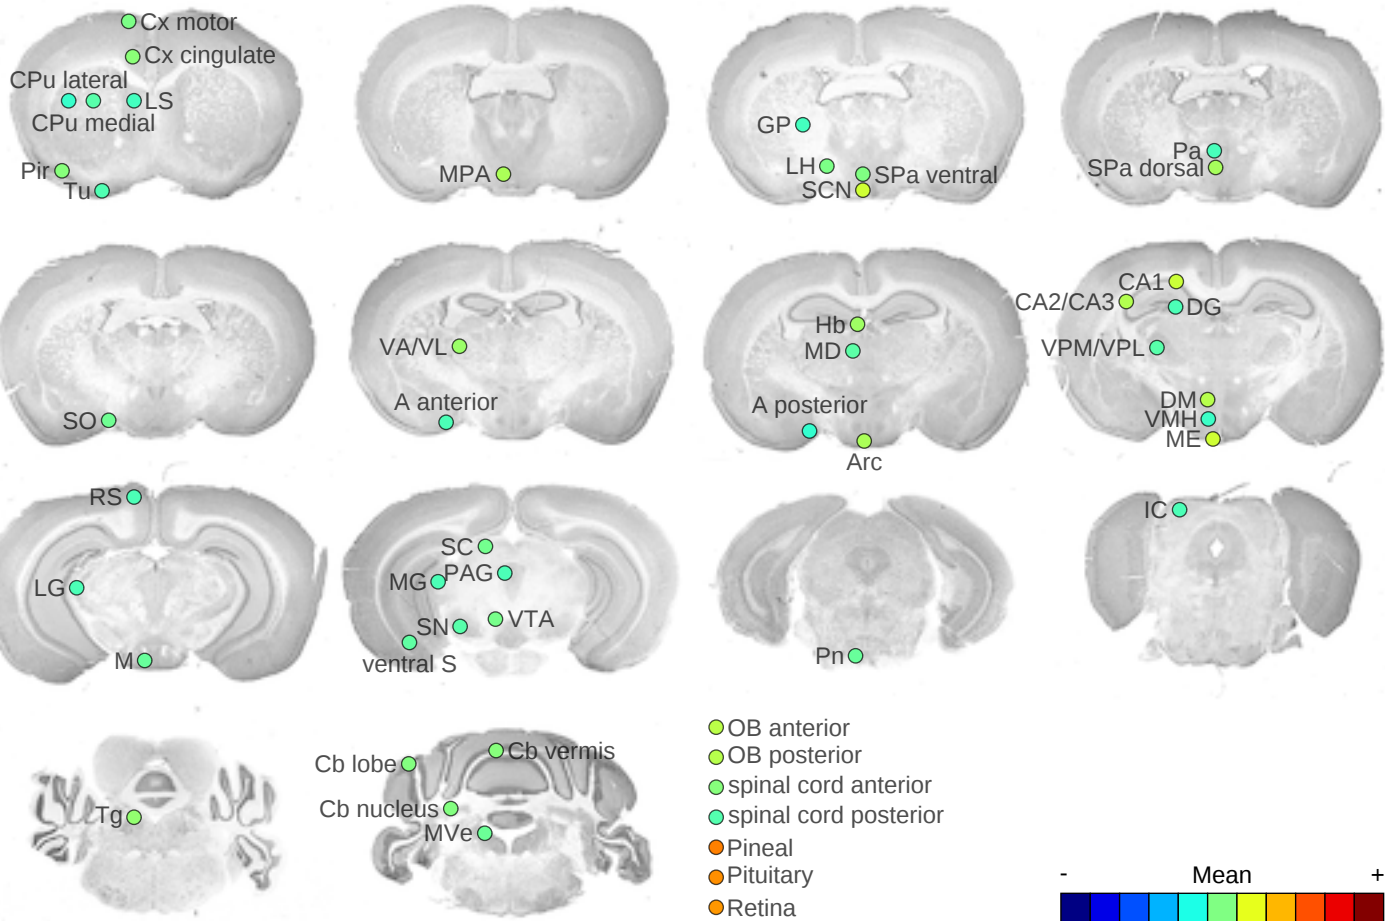 Cx motor
Cx cingulate
CPu lateral
LS
CPu medial
Pir
Tu
MPA
GP
LH
SPa ventral
SCN
Pa
SPa dorsal
SO
VA/VL
A anterior
Hb
MD
A posterior
Arc
CA1
CA2/CA3
DG
VPM/VPL
DM
VMH
ME
RS
LG
M
SC
MG
PAG
SN
VTA
ventral S
Pn
IC
Tg
Cb lobe
Cb vermis
Cb nucleus
MVe
OB anterior
OB posterior
spinal cord anterior
spinal cord posterior
Pineal
Pituitary
Retina
- Mean +